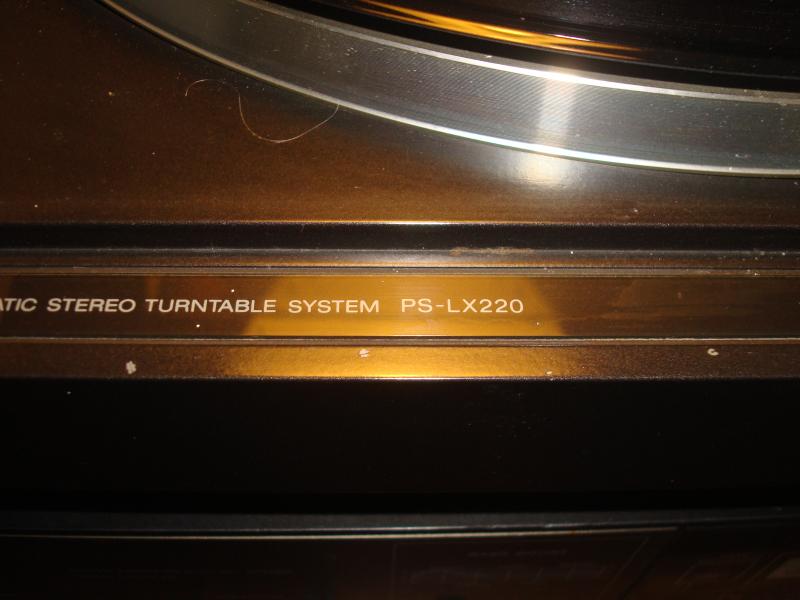 ATIC STEREO TURNTABLE SYSTEM PS-LX220